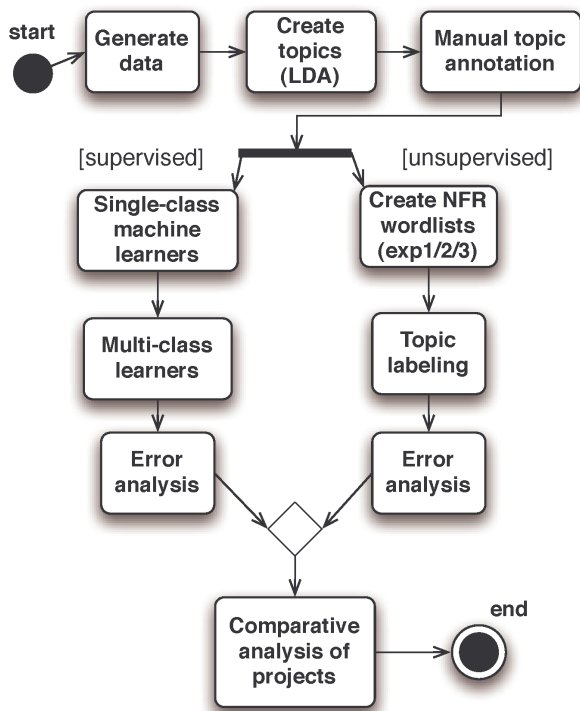 start
Generate
data
Create
topics
(LDA)
Manual topic
annotation
[supervised]
[unsupervised]
Single-class
machine
learners
Create NFR
wordlists
(exp1/2/3)
Multi-class
learners
Topic
labeling
Error
analysis
Error
analysis
Comparative
analysis of
projects
end